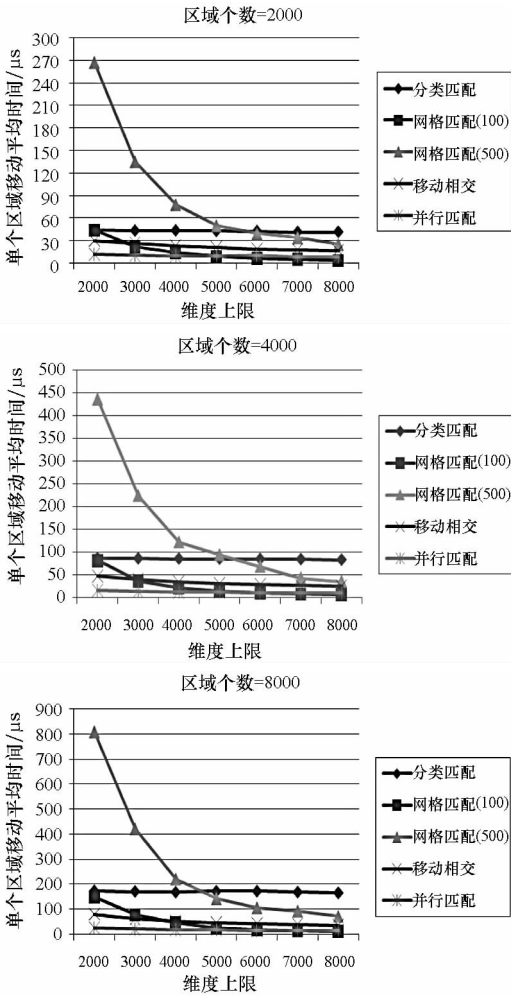 区域个数=2000
单个区域移动平均时间/μs
300
270
240
210
180
150
120
90
60
30
0
2000 3000 4000 5000 6000 7000 8000
维度上限
分类匹配
网格匹配(100)
网格匹配(500)
移动相交
并行匹配
区域个数=4000
单个区域移动平均时间/μs
500
450
400
350
300
250
200
150
100
50
0
2000 3000 4000 5000 6000 7000 8000
维度上限
分类匹配
网格匹配(100)
网格匹配(500)
移动相交
并行匹配
区域个数=8000
单个区域移动平均时间/μs
900
800
700
600
500
400
300
200
100
0
2000 3000 4000 5000 6000 7000 8000
维度上限
分类匹配
网格匹配(100)
网格匹配(500)
移动相交
并行匹配